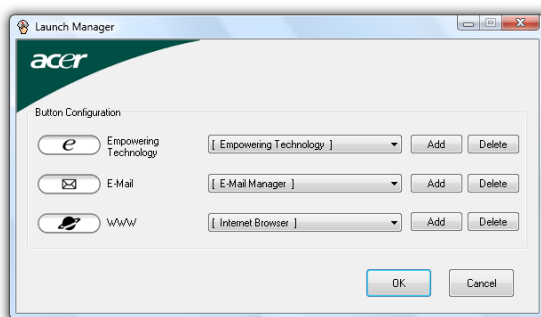 Launch Manager
acer
Button Configuration
e
Empowering
Technology
[ Empowering Technology ]
Add
Delete
E-Mail
[ E-Mail Manager ]
Add
Delete
WWW
[ Internet Browser ]
Add
Delete
OK
Cancel